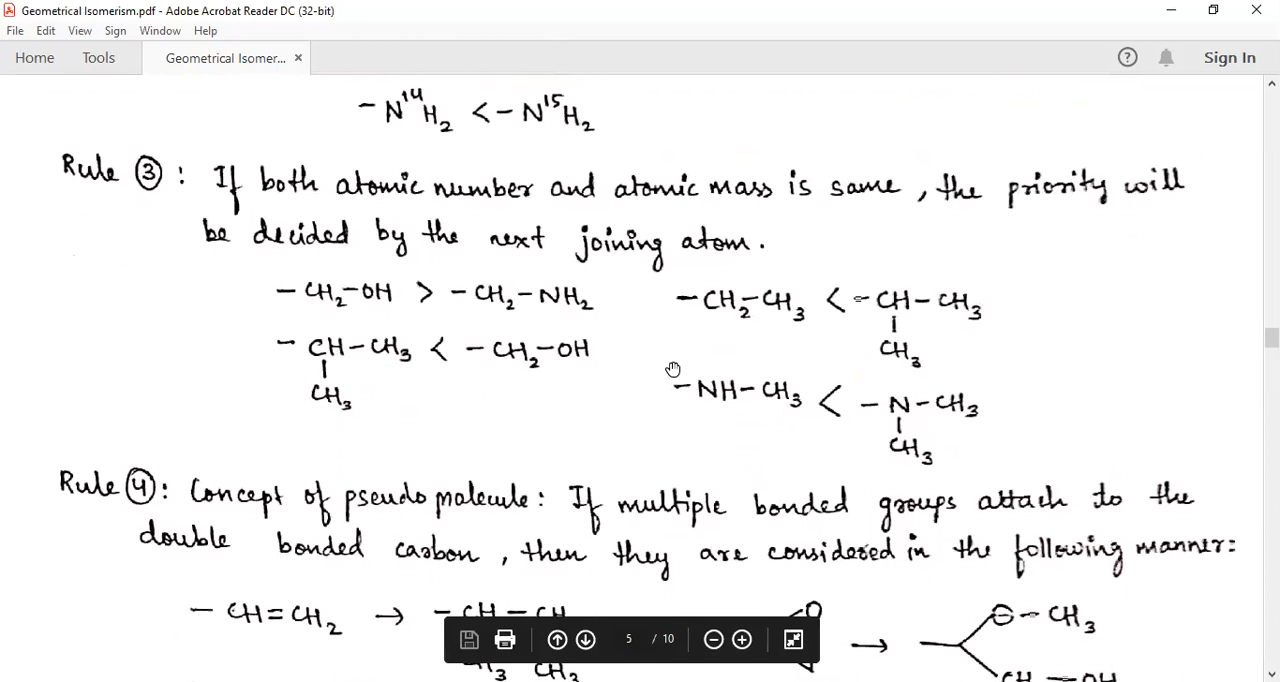 Geometrical Isomerism.pdf - Adobe Acrobat Reader DC (32-bit)
File Edit View Sign Window Help
Home Tools Geometrical Isomer... × Sign In
- N¹⁴H₂ < - N¹⁵H₂
Rule ③ : If both atomic number and atomic mass is same, the priority will
be decided by the next joining atom.
- CH₂-OH > - CH₂-NH₂
- CH₂-CH₃ < - CH-CH₃
CH₃
- CH-CH₃ < - CH₂-OH
CH₃
- NH-CH₃ < - N-CH₃
CH₃
Rule ④ : Concept of pseudo molecule : If multiple bonded groups attach to the
double bonded carbon, then they are considered in the following manner:
- CH=CH₂ → - CH - CH
CH₃
O → O-CH₃
5 / 10